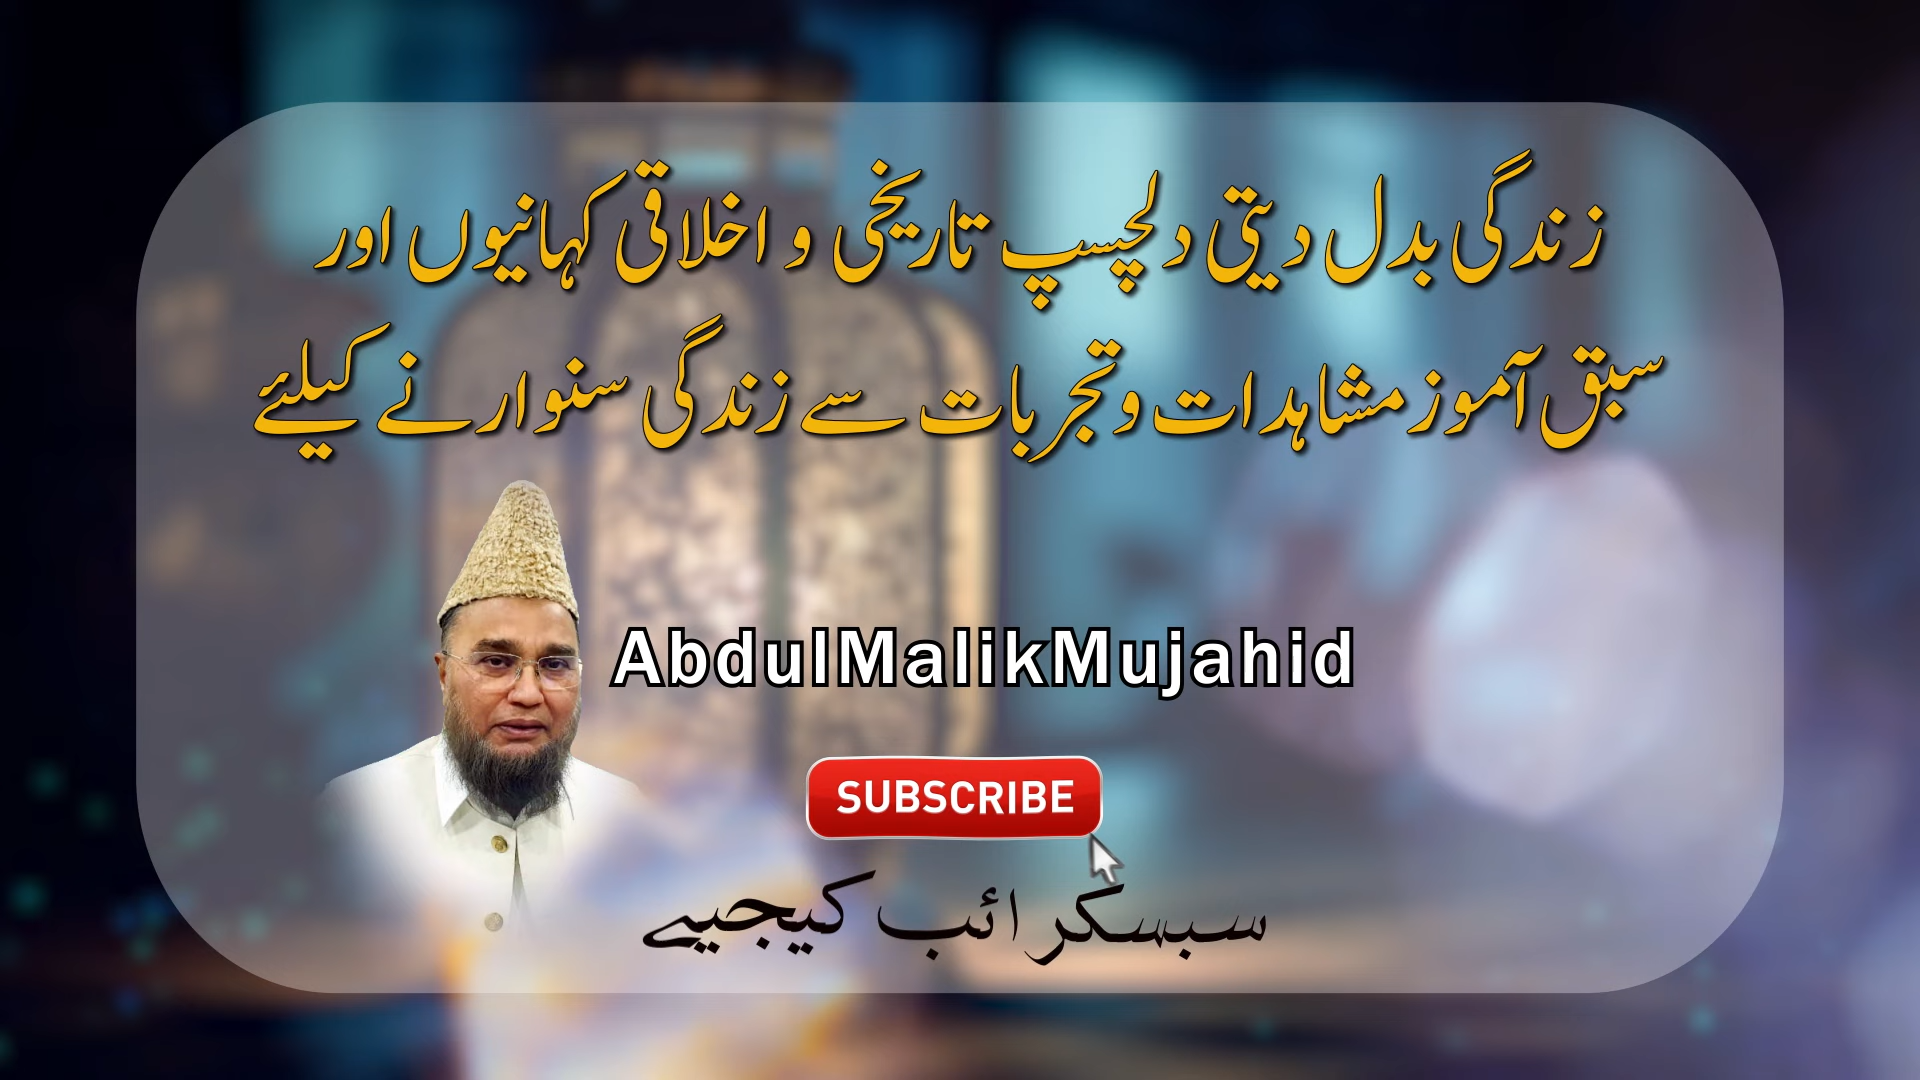 زندگی بدل دیتی دلچسپ تاریخی و اخلاقی کہانیوں اور
سبق آموز مشاہدات و تجربات سے زندگی سنوارنے کیلئے
AbdulMalikMujahid
SUBSCRIBE
سبسکرائب کیجیے